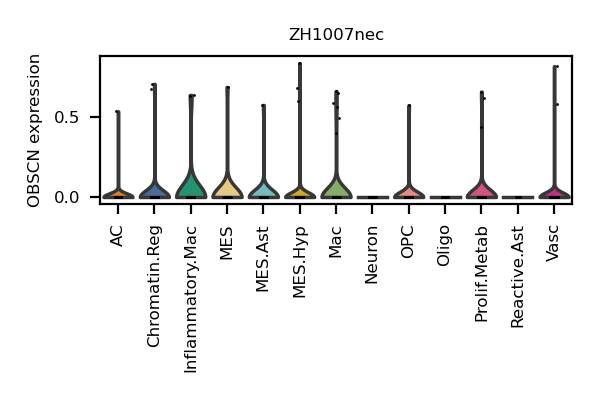 ZH1007nec
OBSCN expression
0.5
0.0
AC
Chromatin.Reg
Inflammatory.Mac
MES
MES.Ast
MES.Hyp
Mac
Neuron
OPC
Oligo
Prolif.Metab
Reactive.Ast
Vasc